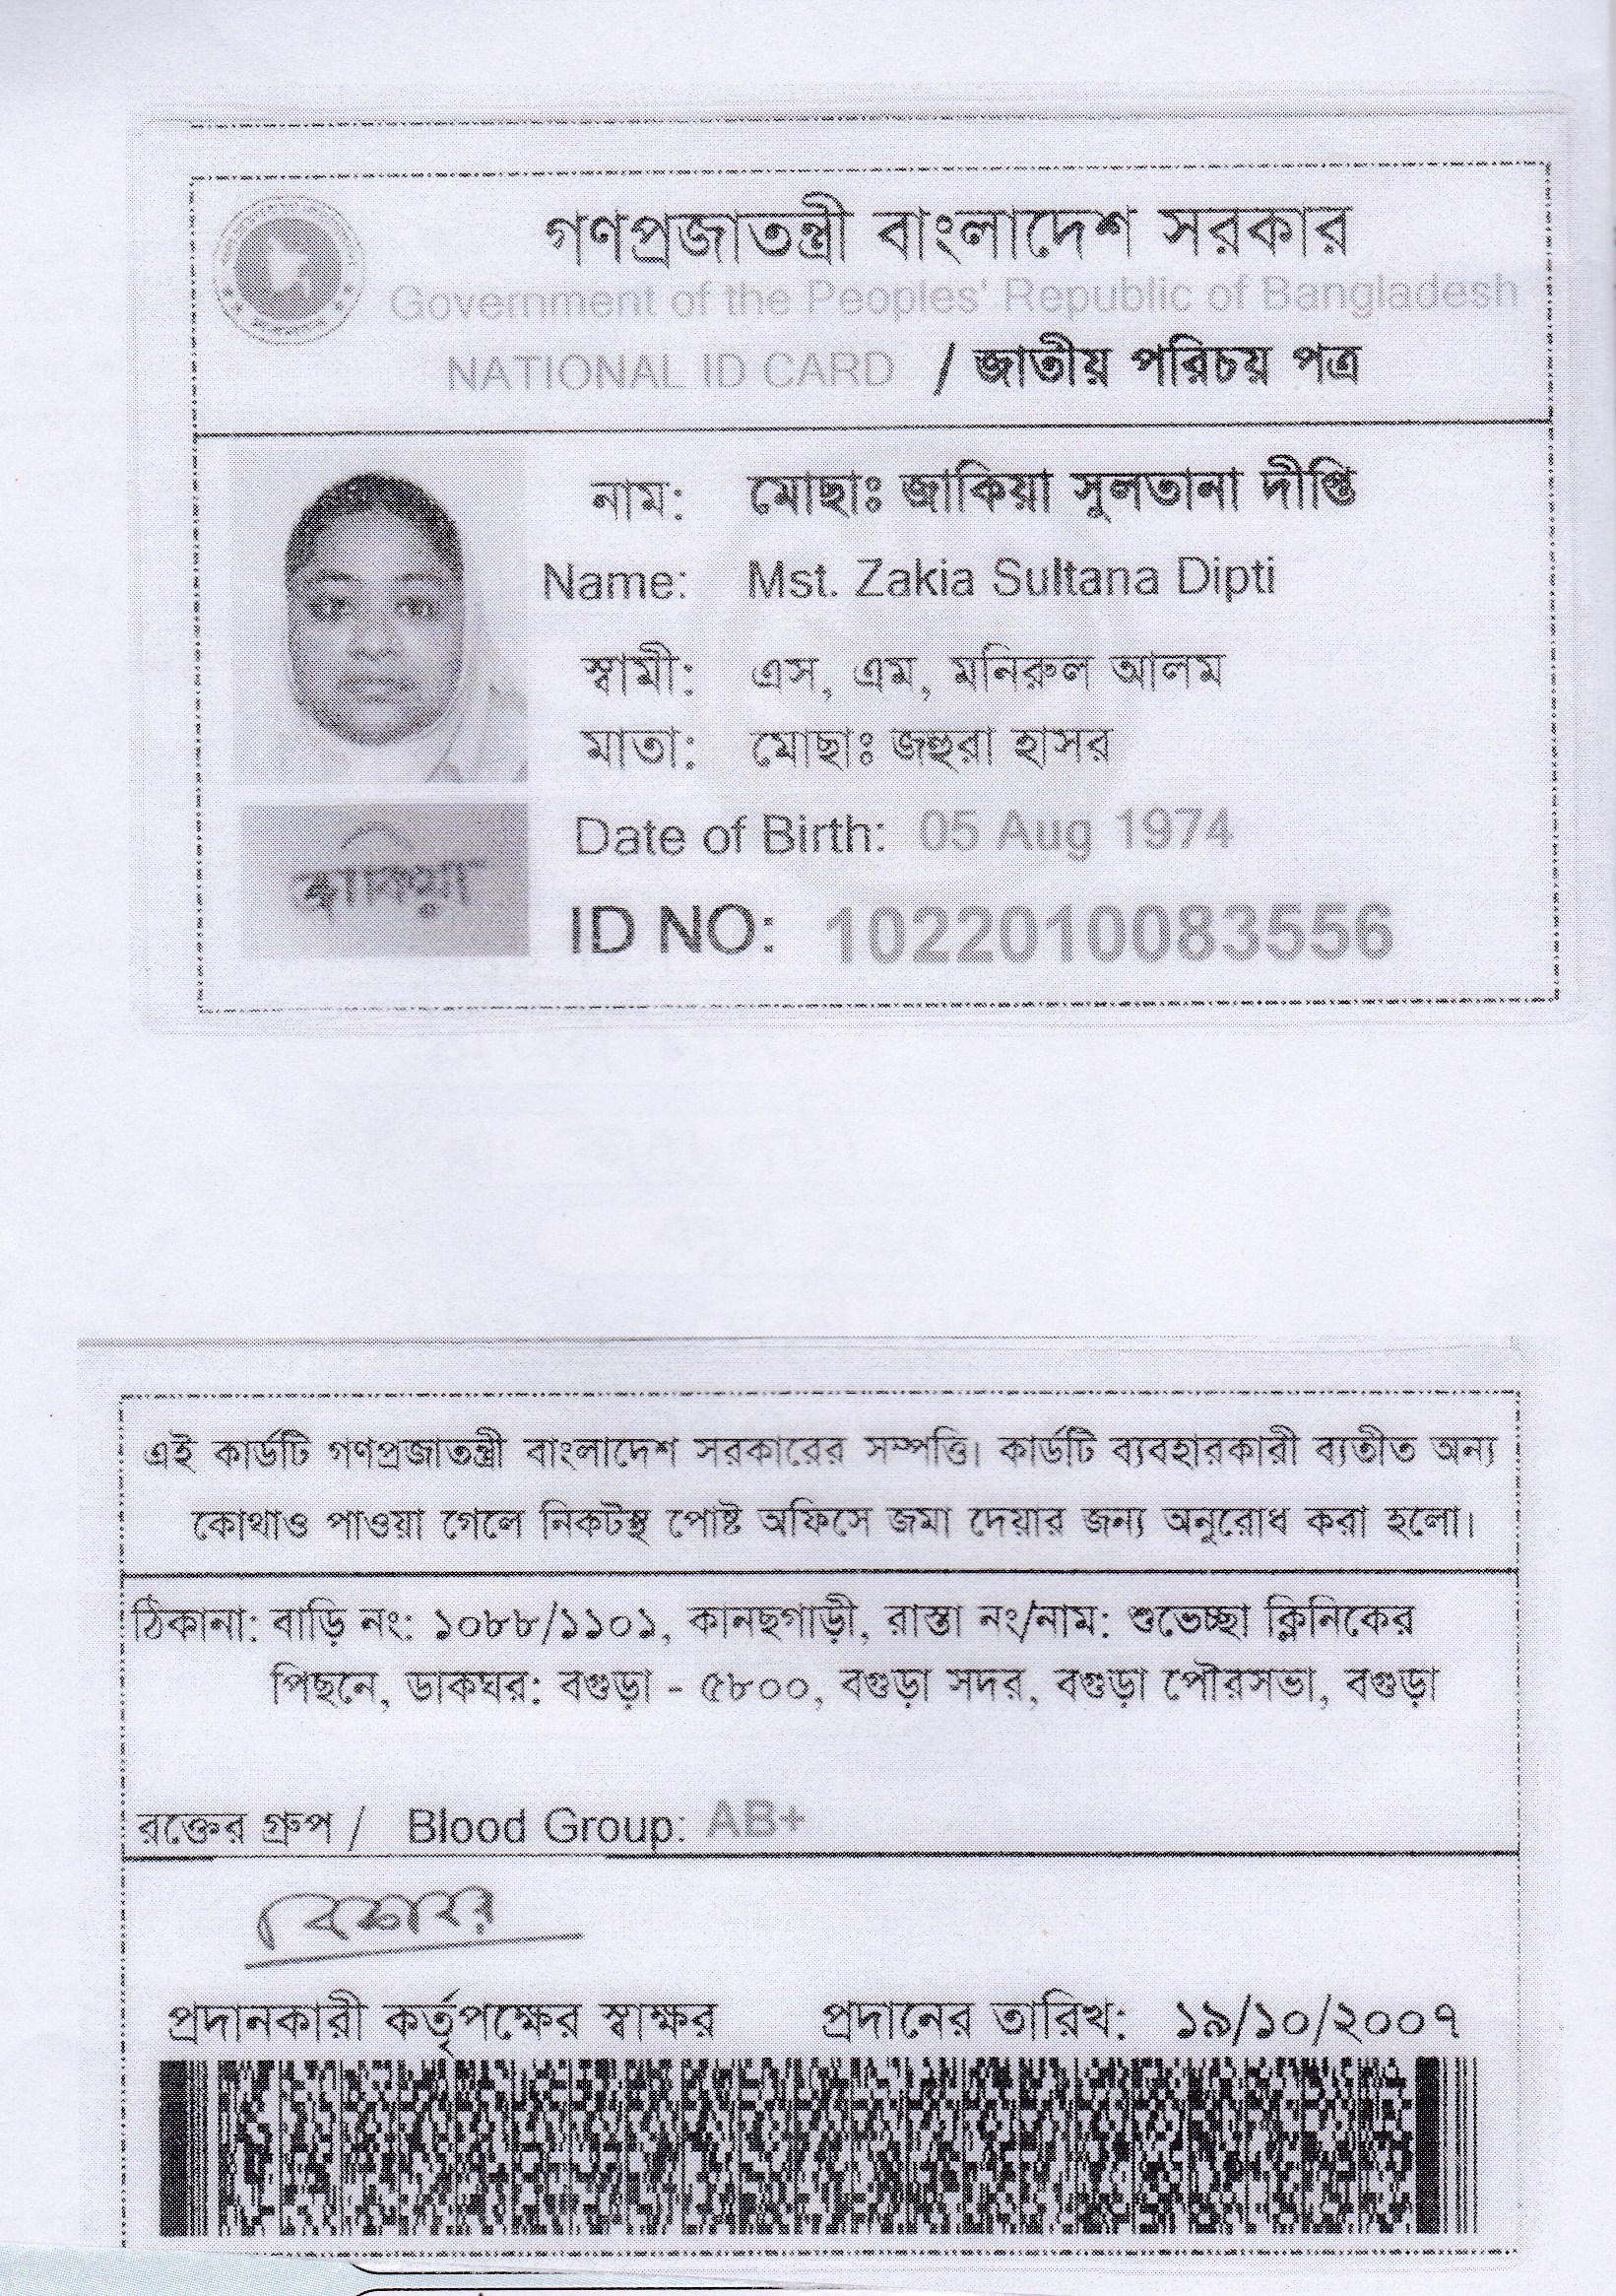 গণপ্রজাতন্ত্রী বাংলাদেশ সরকার
Government of the Peoples' Republic of Bangladesh
NATIONAL ID CARD / জাতীয় পরিচয় পত্র
নাম: মোছাঃ জাকিয়া সুলতানা দীপ্তি
Name: Mst. Zakia Sultana Dipti
স্বামী: এস, এম, মনিরুল আলম
মাতা: মোছাঃ জহুরা হাসর
Date of Birth: 05 Aug 1974
জাকিয়া
ID NO: 1022010083556
এই কার্ডটি গণপ্রজাতন্ত্রী বাংলাদেশ সরকারের সম্পত্তি। কার্ডটি ব্যবহারকারী ব্যতীত অন্য
কোথাও পাওয়া গেলে নিকটস্থ পোষ্ট অফিসে জমা দেয়ার জন্য অনুরোধ করা হলো।
ঠিকানা: বাড়ি নং: ১০৮৮/১১০১, কানছগাড়ী, রাস্তা নং/নাম: শুভেচ্ছা ক্লিনিকের
পিছনে, ডাকঘর: বগুড়া - ৫৮০০, বগুড়া সদর, বগুড়া পৌরসভা, বগুড়া
রক্তের গ্রুপ / Blood Group: AB+
প্রদানকারী কর্তৃপক্ষের স্বাক্ষর প্রদানের তারিখ: ১৯/১০/২০০৭